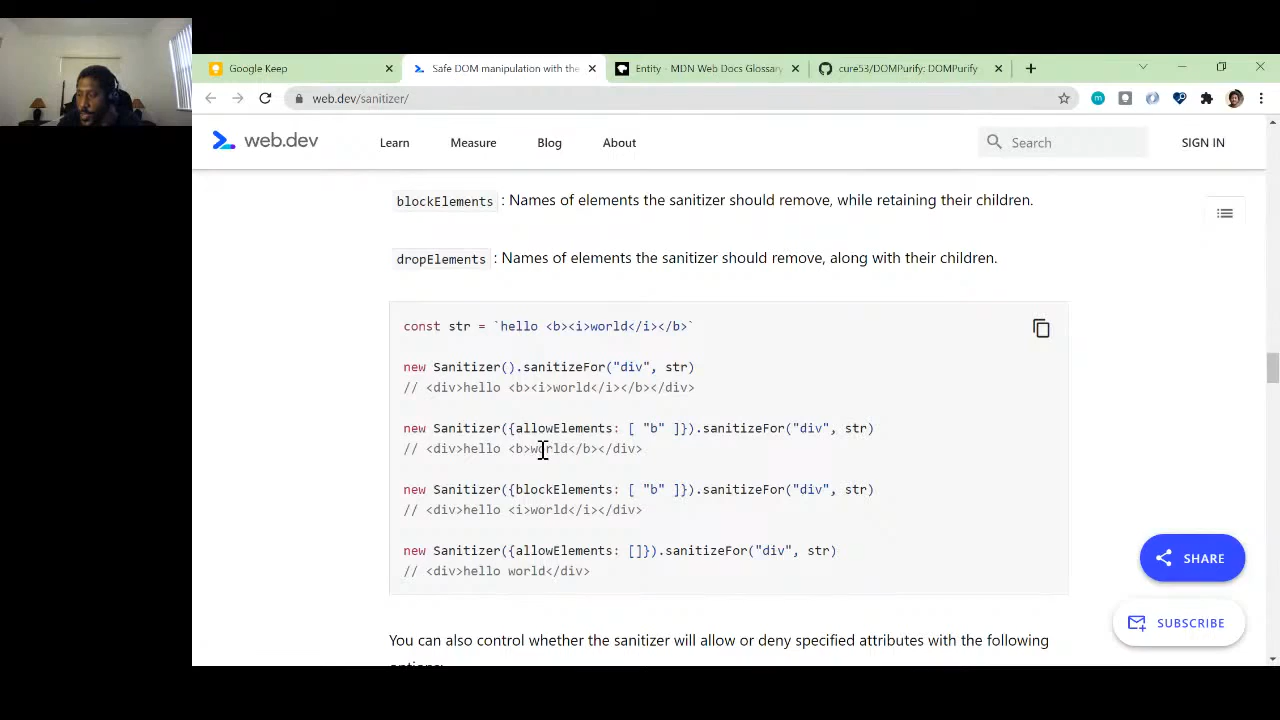 Google Keep
Safe DOM manipulation with the
Entity - MDN Web Docs Glossary
cure53/DOMPurify: DOMPurify
web.dev/sanitizer/
web.dev
Learn
Measure
Blog
About
Search
SIGN IN
blockElements : Names of elements the sanitizer should remove, while retaining their children.
dropElements : Names of elements the sanitizer should remove, along with their children.
const str = `hello <b><i>world</i></b>`
new Sanitizer().sanitizeFor("div", str)
// <div>hello <b><i>world</i></b></div>
new Sanitizer({allowElements: [ "b" ]}).sanitizeFor("div", str)
// <div>hello <b>world</b></div>
new Sanitizer({blockElements: [ "b" ]}).sanitizeFor("div", str)
// <div>hello <i>world</i></div>
new Sanitizer({allowElements: []}).sanitizeFor("div", str)
// <div>hello world</div>
SHARE
SUBSCRIBE
You can also control whether the sanitizer will allow or deny specified attributes with the following
options: